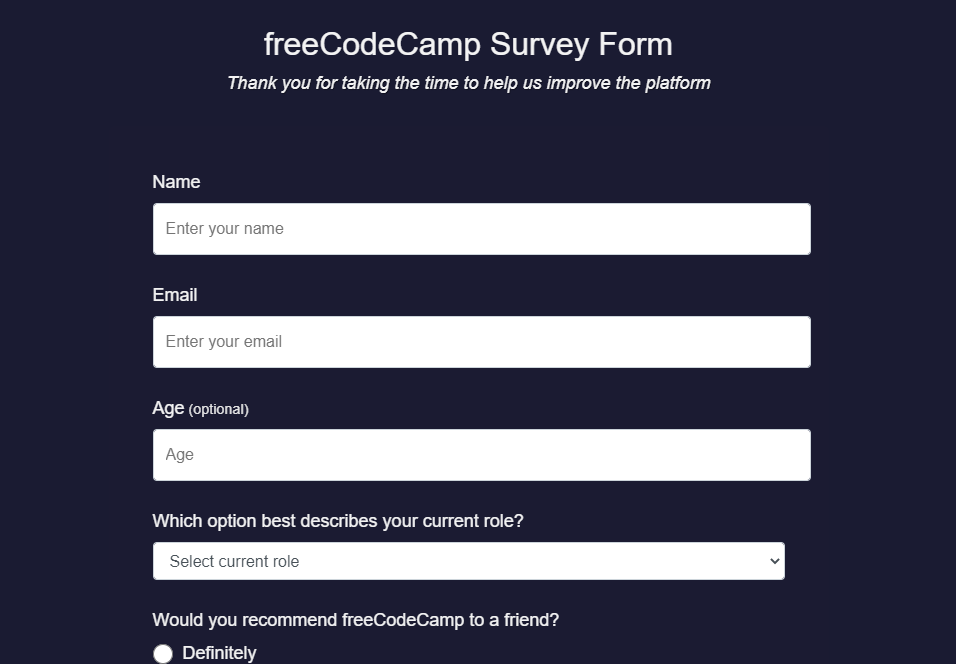 freeCodeCamp Survey Form
Thank you for taking the time to help us improve the platform
Name
Enter your name
Email
Enter your email
Age (optional)
Age
Which option best describes your current role?
Select current role
Would you recommend freeCodeCamp to a friend?
Definitely